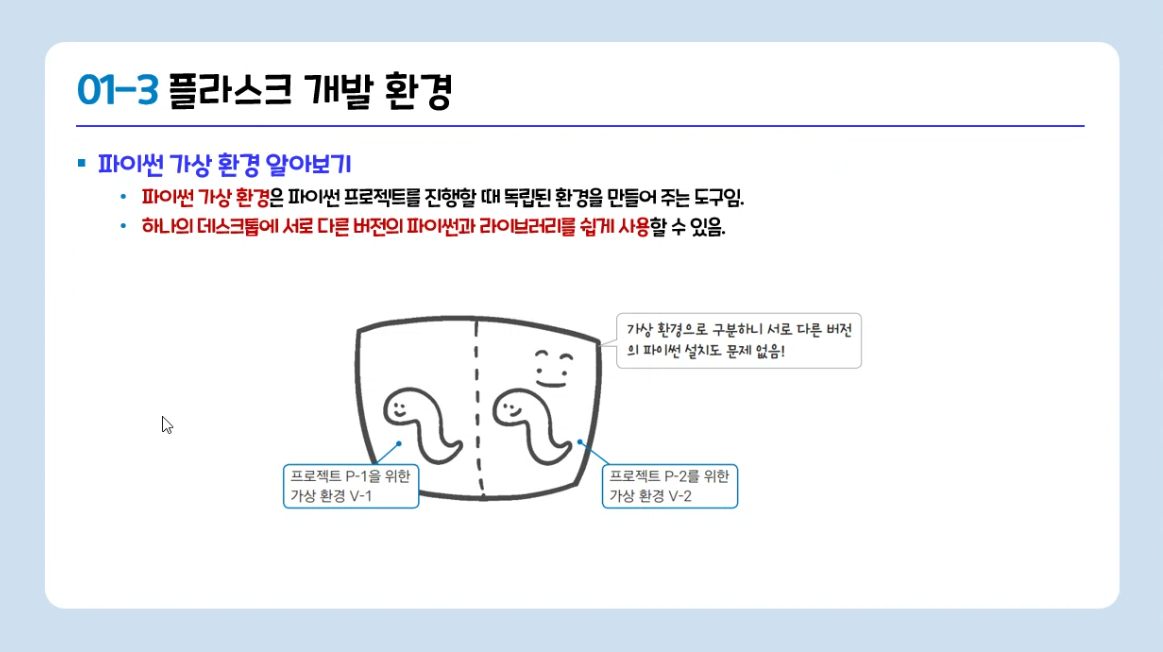 01-3 플라스크 개발 환경
파이썬 가상 환경 알아보기
파이썬 가상 환경은 파이썬 프로젝트를 진행할 때 독립된 환경을 만들어 주는 도구임.
하나의 데스크톱에 서로 다른 버전의 파이썬과 라이브러리를 쉽게 사용할 수 있음.
가상 환경으로 구분하니 서로 다른 버전
의 파이썬 설치도 문제 없음!
프로젝트 P-1을 위한
가상 환경 V-1
프로젝트 P-2를 위한
가상 환경 V-2